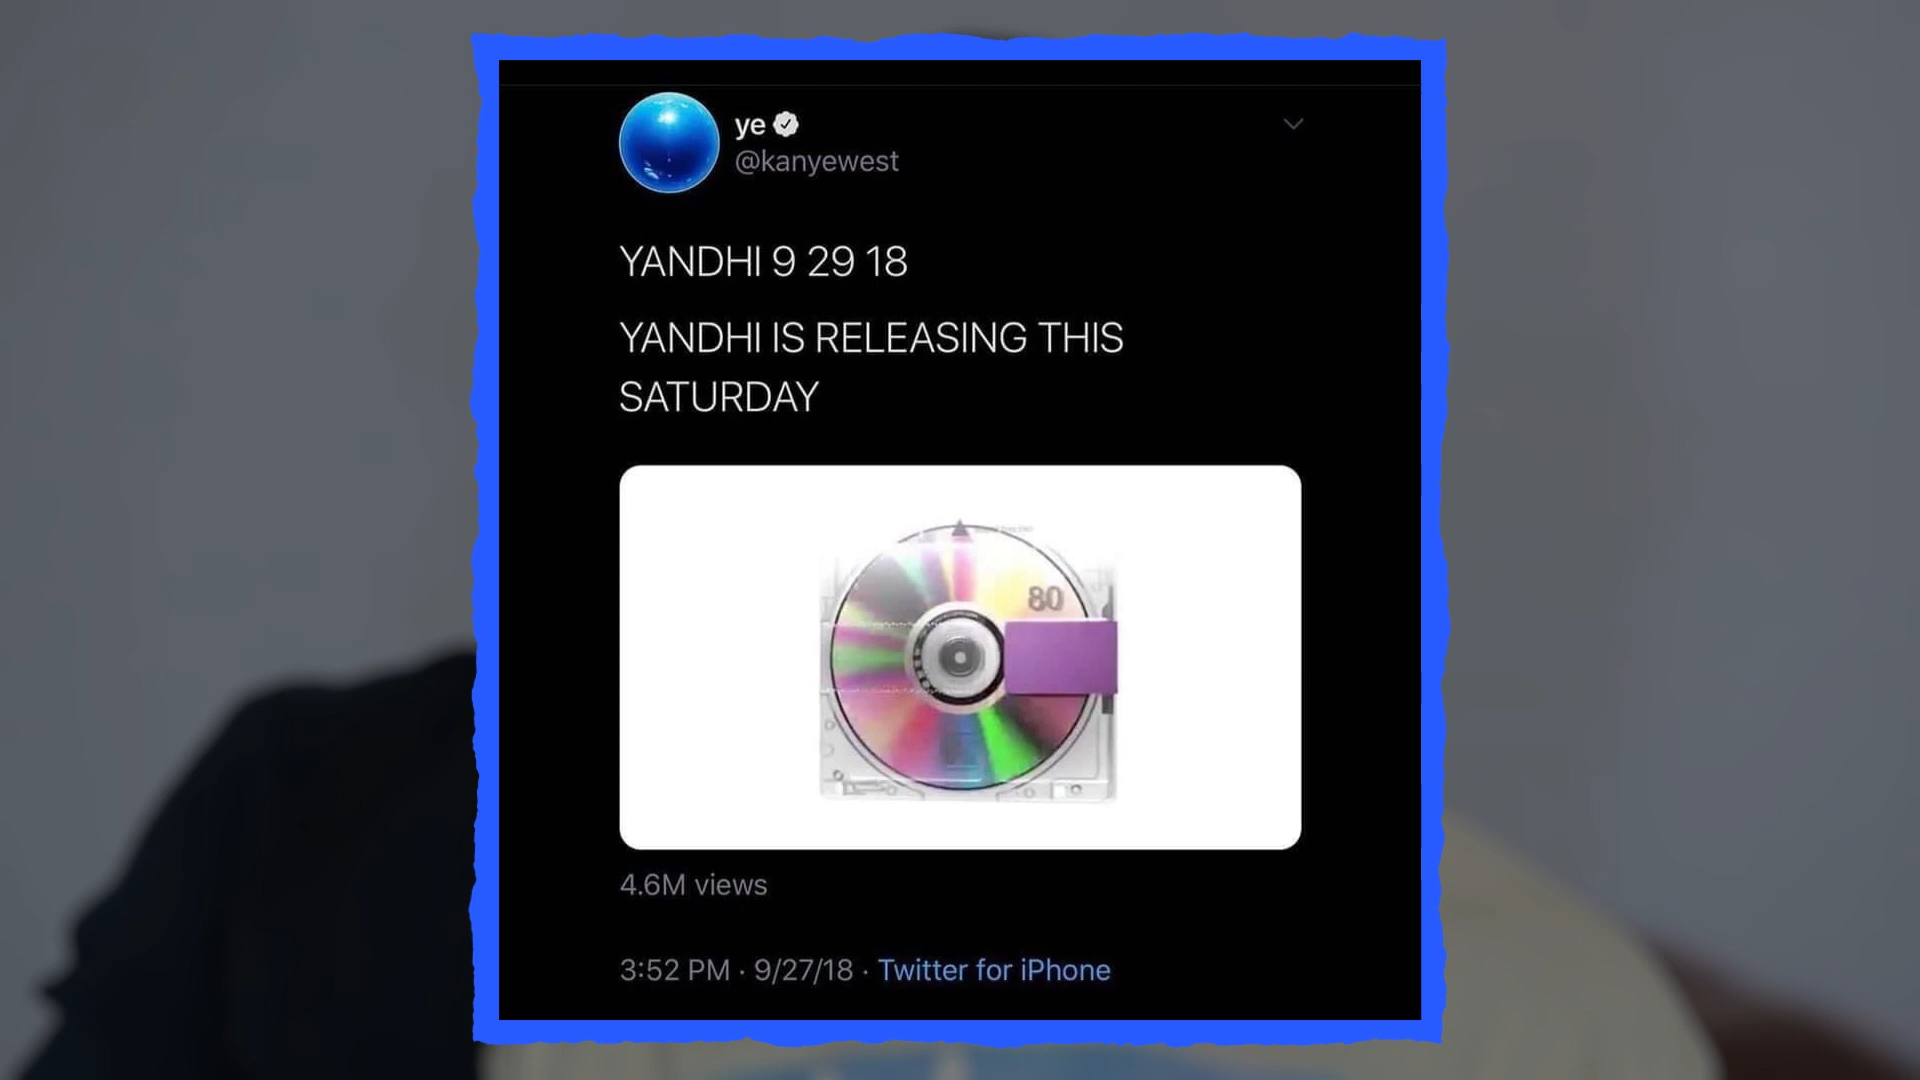 ye
@kanyewest
YANDHI 9 29 18
YANDHI IS RELEASING THIS
SATURDAY
80
4.6M views
3:52 PM · 9/27/18 · Twitter for iPhone